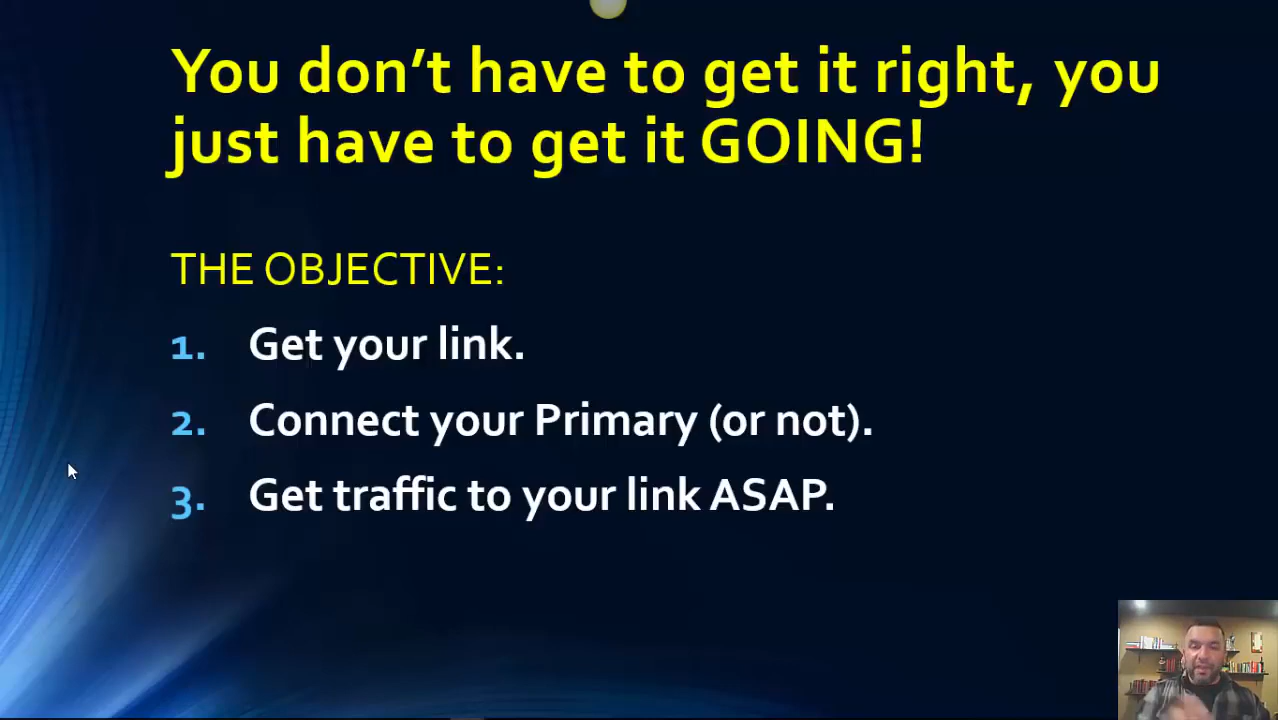 You don’t have to get it right, you
just have to get it GOING!
THE OBJECTIVE:
1. Get your link.
2. Connect your Primary (or not).
3. Get traffic to your link ASAP.